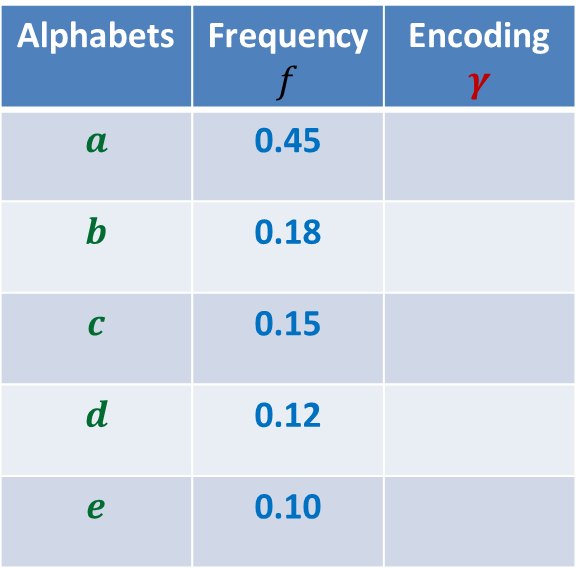 Alphabets Frequency Encoding
f γ
a 0.45
b 0.18
c 0.15
d 0.12
e 0.10